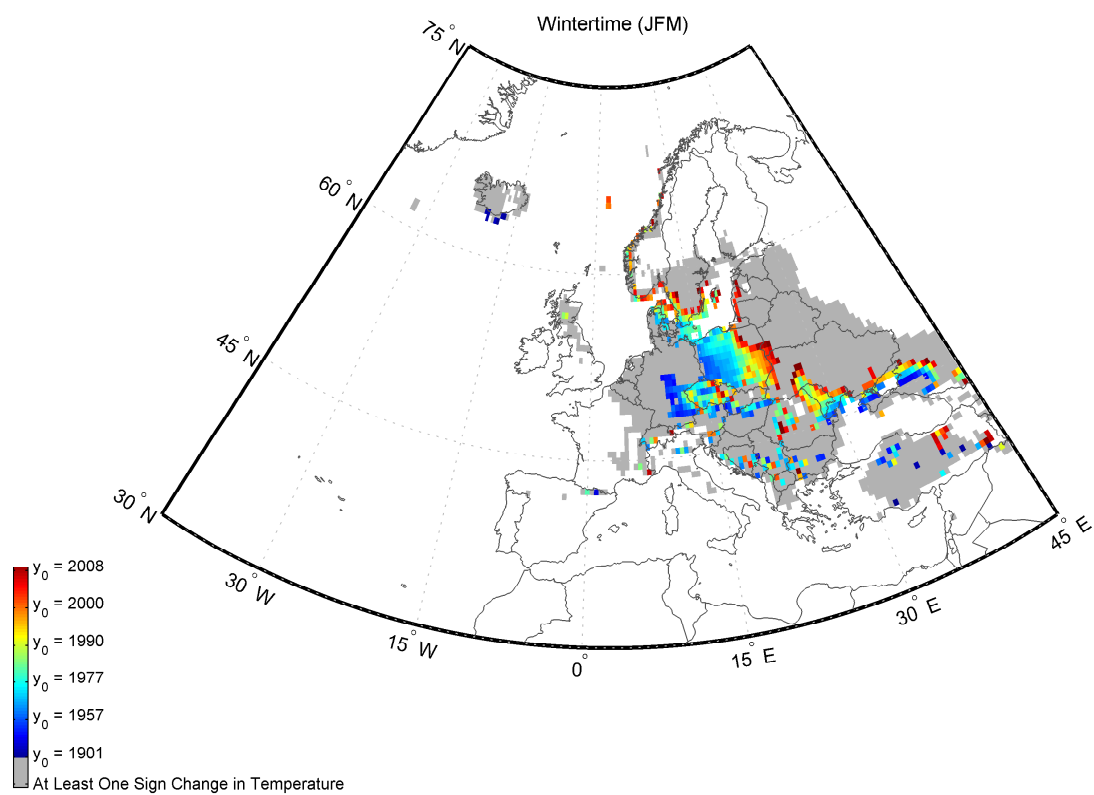 Wintertime (JFM)
75° N
60° N
45° N
30° N
30° W
15° W
0°
15° E
30° E
45° E
y0 = 2008
y0 = 2000
y0 = 1990
y0 = 1977
y0 = 1957
y0 = 1901
At Least One Sign Change in Temperature